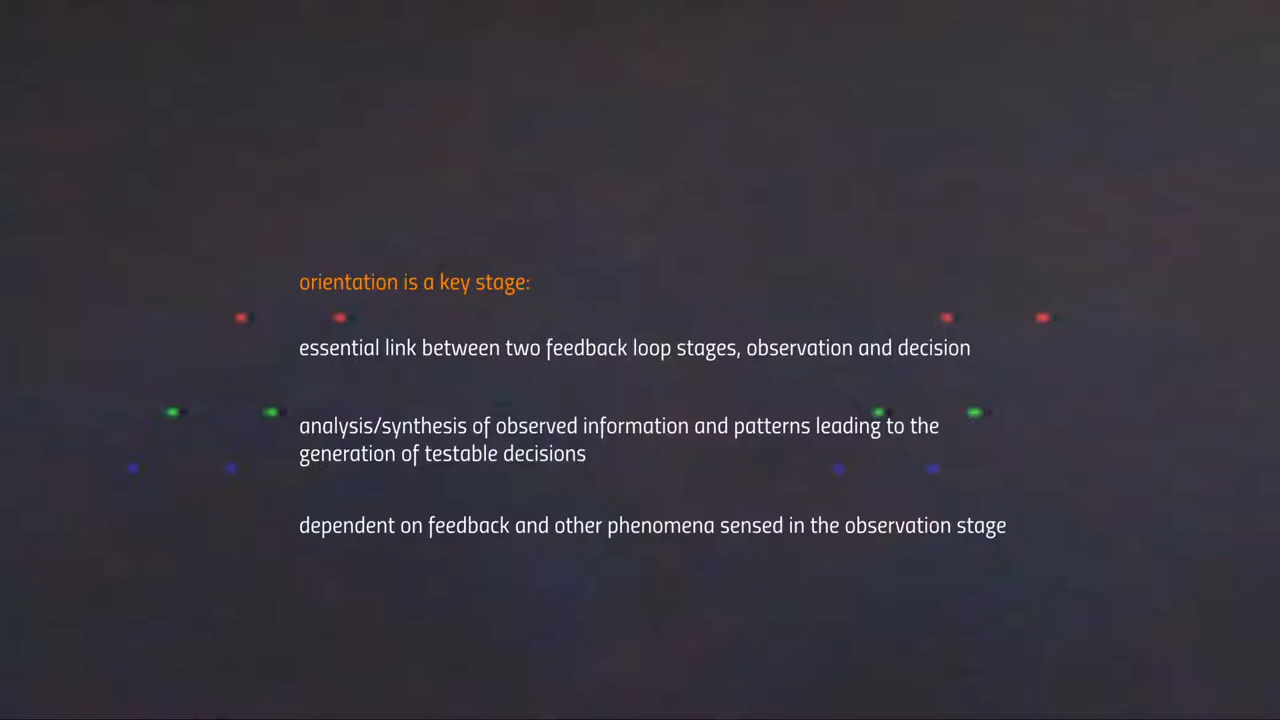 orientation is a key stage:
essential link between two feedback loop stages, observation and decision
analysis/synthesis of observed information and patterns leading to the
generation of testable decisions
dependent on feedback and other phenomena sensed in the observation stage